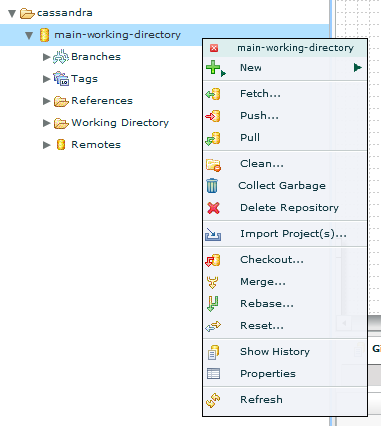 cassandra
main-working-directory
Branches
Tags
References
Working Directory
Remotes
main-working-directory
New
Fetch...
Push...
Pull
Clean...
Collect Garbage
Delete Repository
Import Project(s)...
Checkout...
Merge...
Rebase...
Reset...
Show History
Properties
Refresh